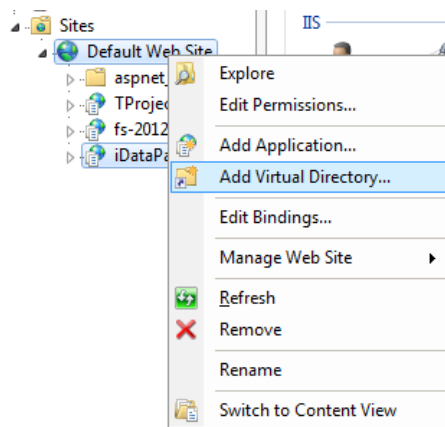 Sites
IIS
Default Web Site
Explore
aspnet_
Edit Permissions...
TProjec
fs-2012
Add Application...
iDataPa
Add Virtual Directory...
Edit Bindings...
Manage Web Site
Refresh
Remove
Rename
Switch to Content View